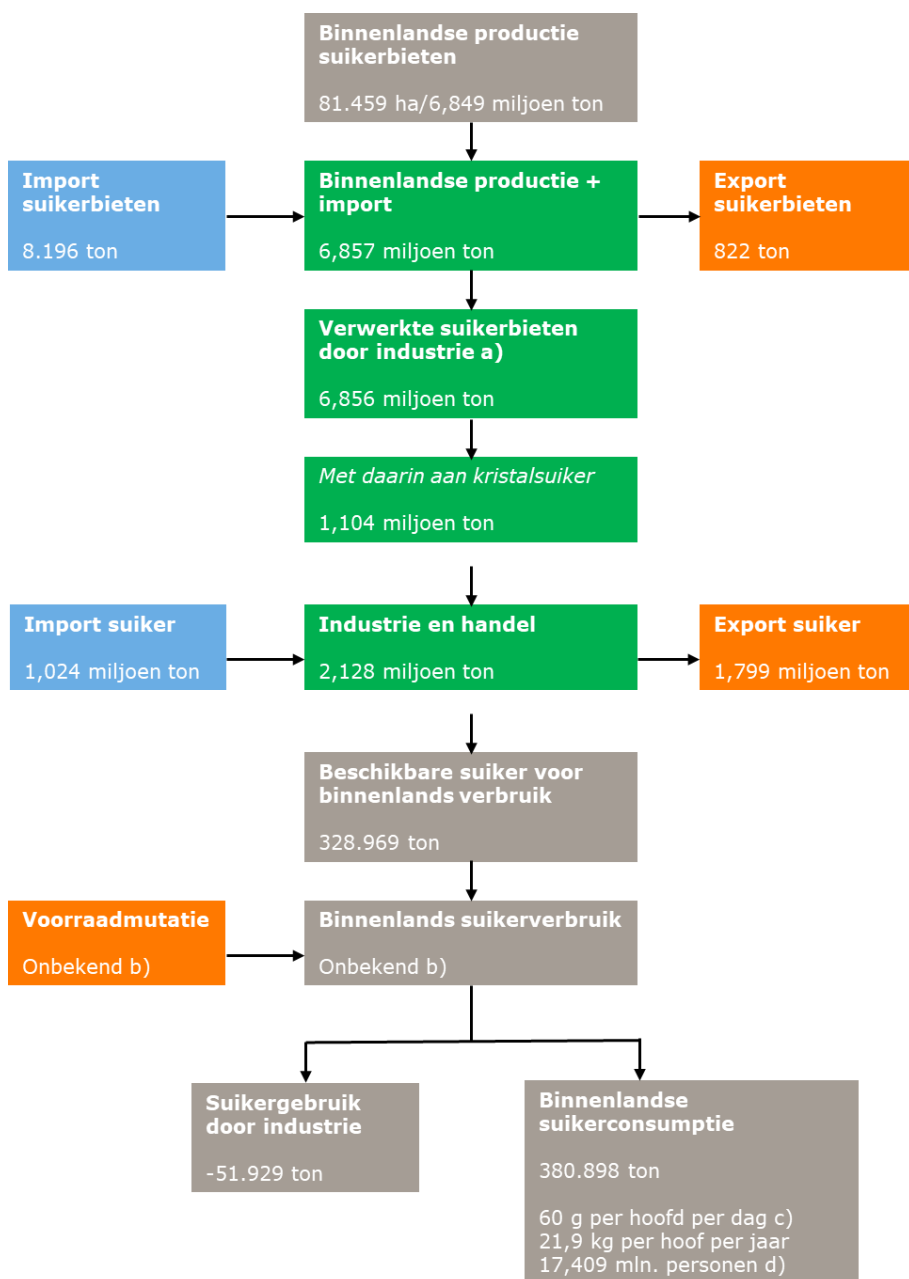 Binnenlandse productie
suikerbieten
81.459 ha/6,849 miljoen ton
Import
suikerbieten
8.196 ton
Binnenlandse productie +
import
6,857 miljoen ton
Export
suikerbieten
822 ton
Verwerkte suikerbieten
door industrie a)
6,856 miljoen ton
Met daarin aan kristalsuiker
1,104 miljoen ton
Import suiker
1,024 miljoen ton
Industrie en handel
2,128 miljoen ton
Export suiker
1,799 miljoen ton
Beschikbare suiker voor
binnenlands verbruik
328.969 ton
Voorraadmutatie
Onbekend b)
Binnenlands suikerverbruik
Onbekend b)
Suikergebruik
door industrie
-51.929 ton
Binnenlandse
suikerconsumptie
380.898 ton
60 g per hoofd per dag c)
21,9 kg per hoof per jaar
17,409 mln. personen d)